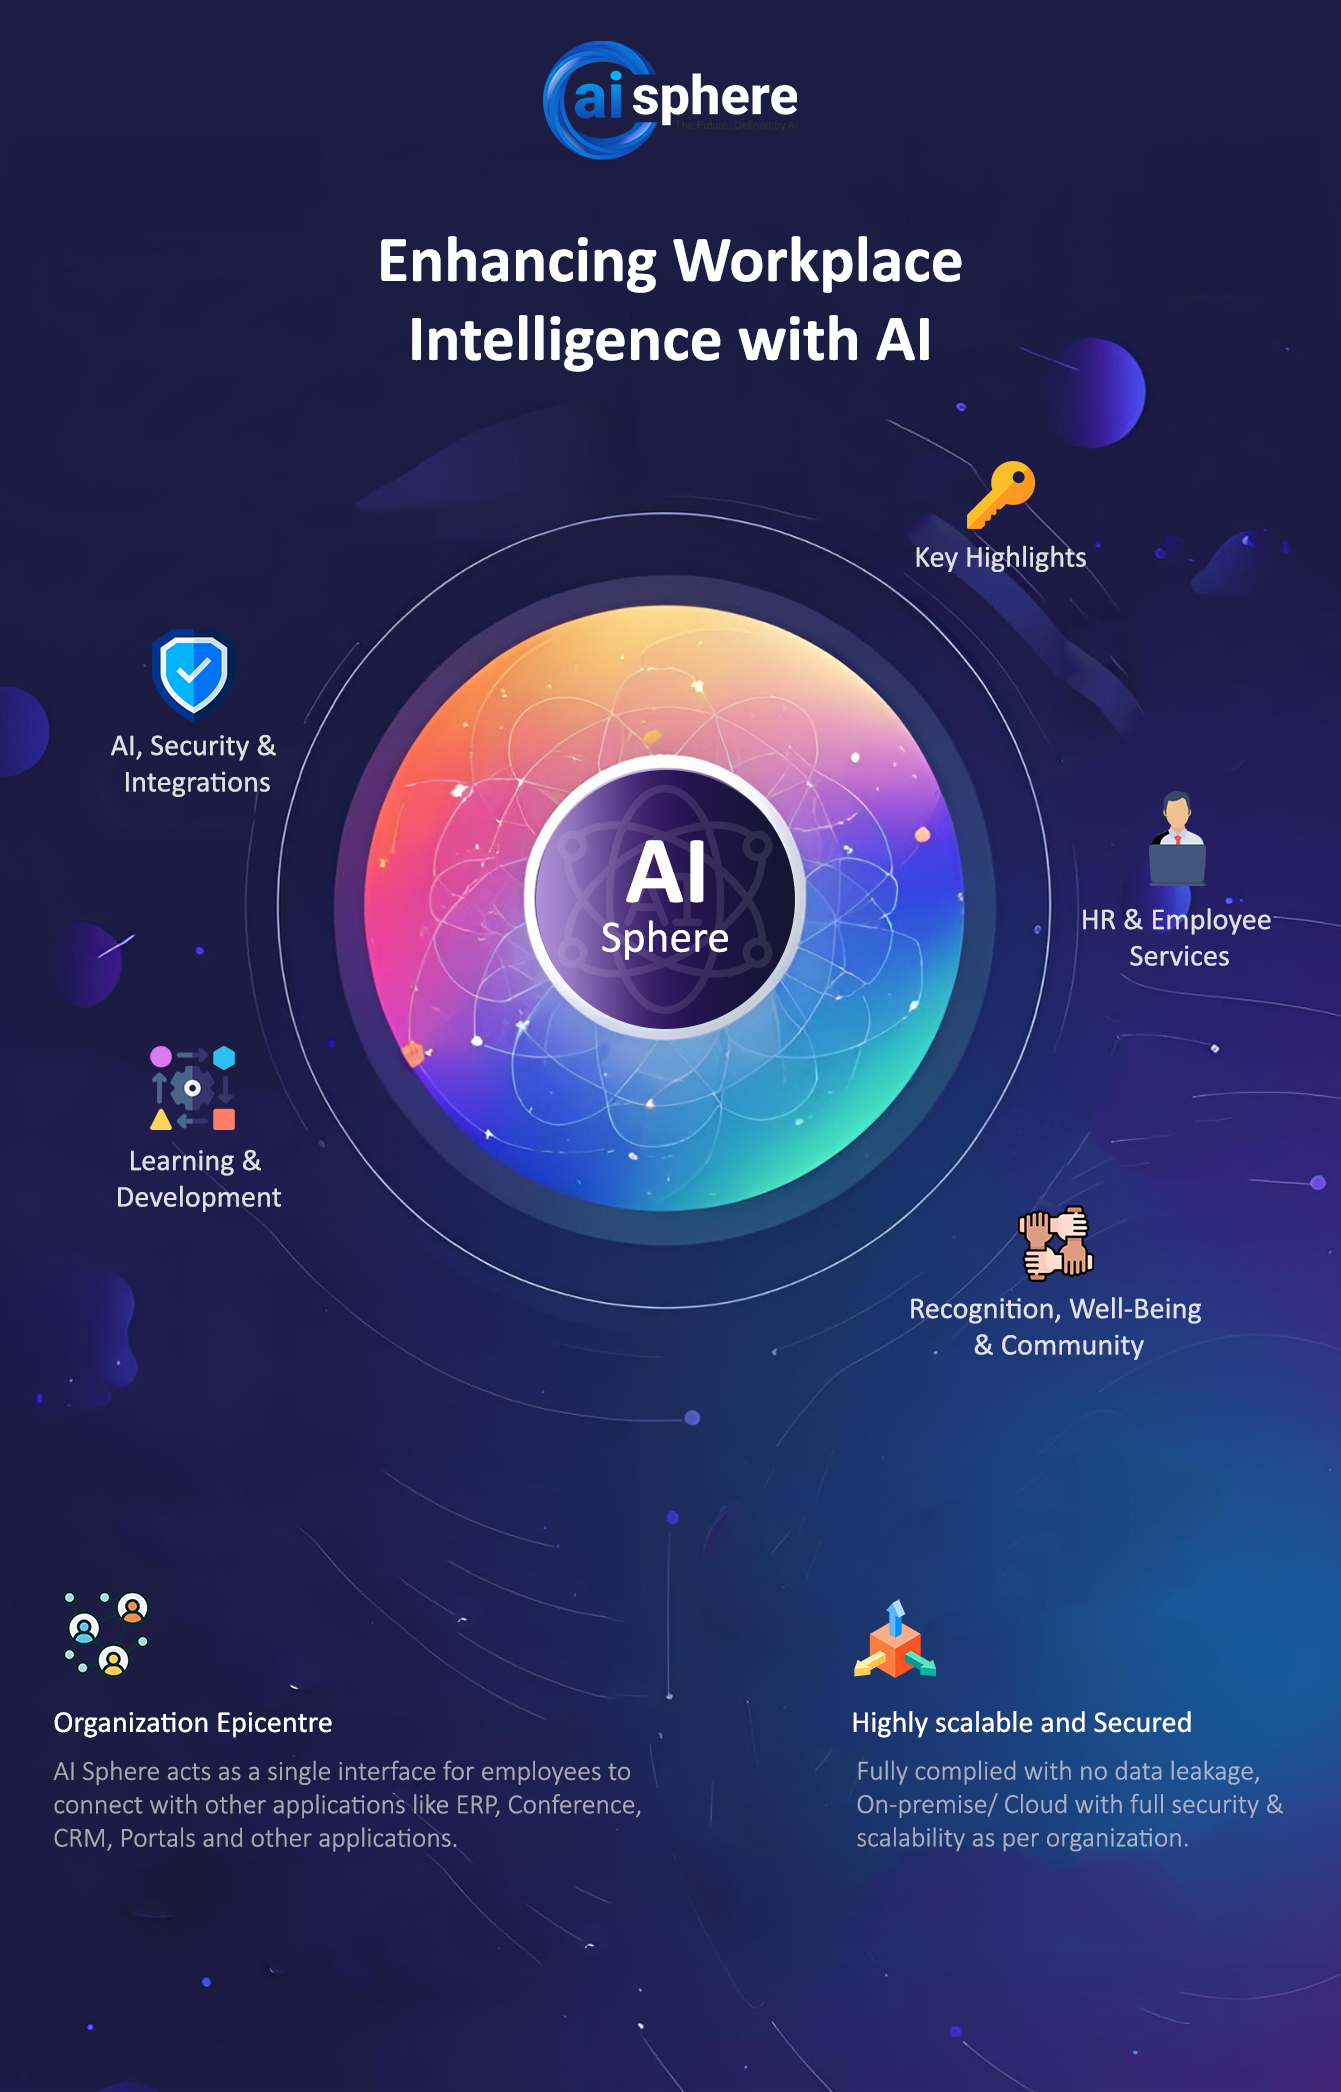 ai sphere
The Future, Defined by AI
Enhancing Workplace
Intelligence with AI
Key Highlights
AI, Security &
Integrations
AI
Sphere
HR & Employee
Services
Learning &
Development
Recognition, Well-Being
& Community
Organization Epicentre
AI Sphere acts as a single interface for employees to
connect with other applications like ERP, Conference,
CRM, Portals and other applications.
Highly scalable and Secured
Fully complied with no data leakage,
On-premise/ Cloud with full security &
scalability as per organization.